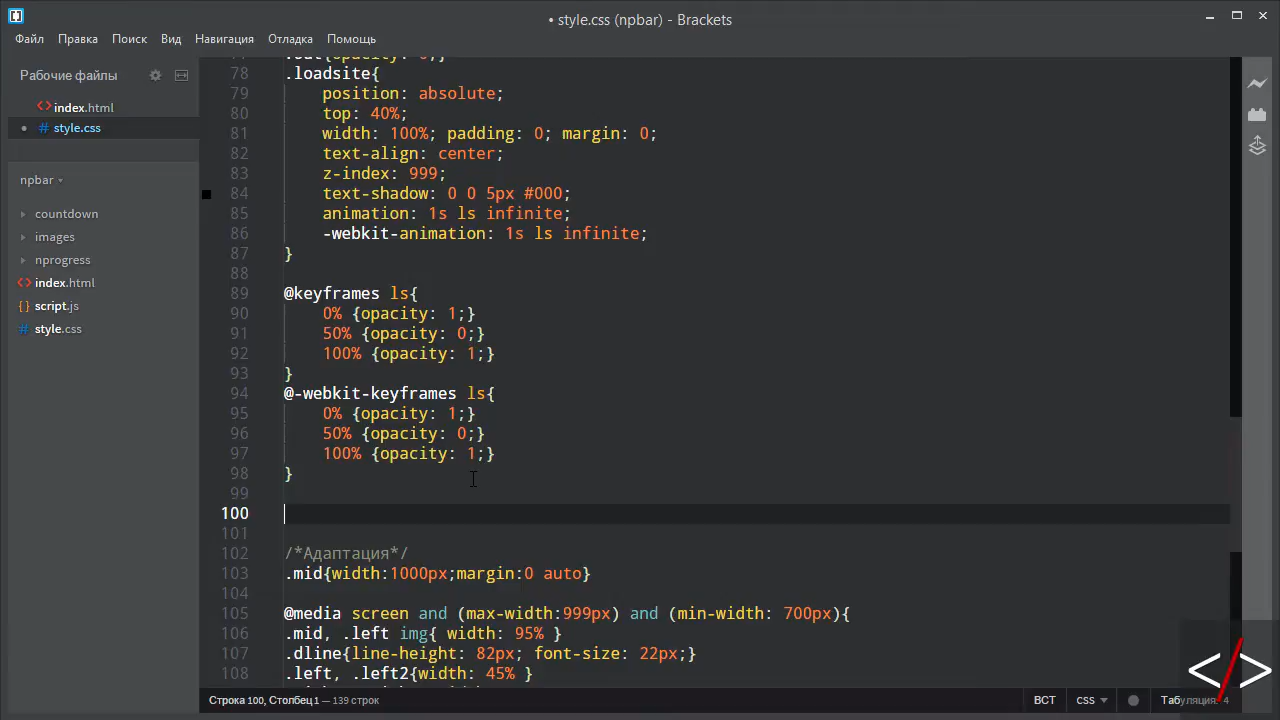 • style.css (npbar) - Brackets
Файл Правка Поиск Вид Навигация Отладка Помощь
Рабочие файлы
<> index.html
• # style.css
npbar
countdown
images
nprogress
<> index.html
{ } script.js
# style.css
78 .loadsite{
79 position: absolute;
80 top: 40%;
81 width: 100%; padding: 0; margin: 0;
82 text-align: center;
83 z-index: 999;
84 text-shadow: 0 0 5px #000;
85 animation: 1s ls infinite;
86 -webkit-animation: 1s ls infinite;
87 }
88
89 @keyframes ls{
90 0% {opacity: 1;}
91 50% {opacity: 0;}
92 100% {opacity: 1;}
93 }
94 @-webkit-keyframes ls{
95 0% {opacity: 1;}
96 50% {opacity: 0;}
97 100% {opacity: 1;}
98 }
99
100
101
102 /*Адаптация*/
103 .mid{width:1000px;margin:0 auto}
104
105 @media screen and (max-width:999px) and (min-width: 700px){
106 .mid, .left img{ width: 95% }
107 .dline{line-height: 82px; font-size: 22px;}
108 .left, .left2{width: 45% }
Строка 100, Столбец 1 — 139 строк
ВСТ CSS Табуляция: 4
</>